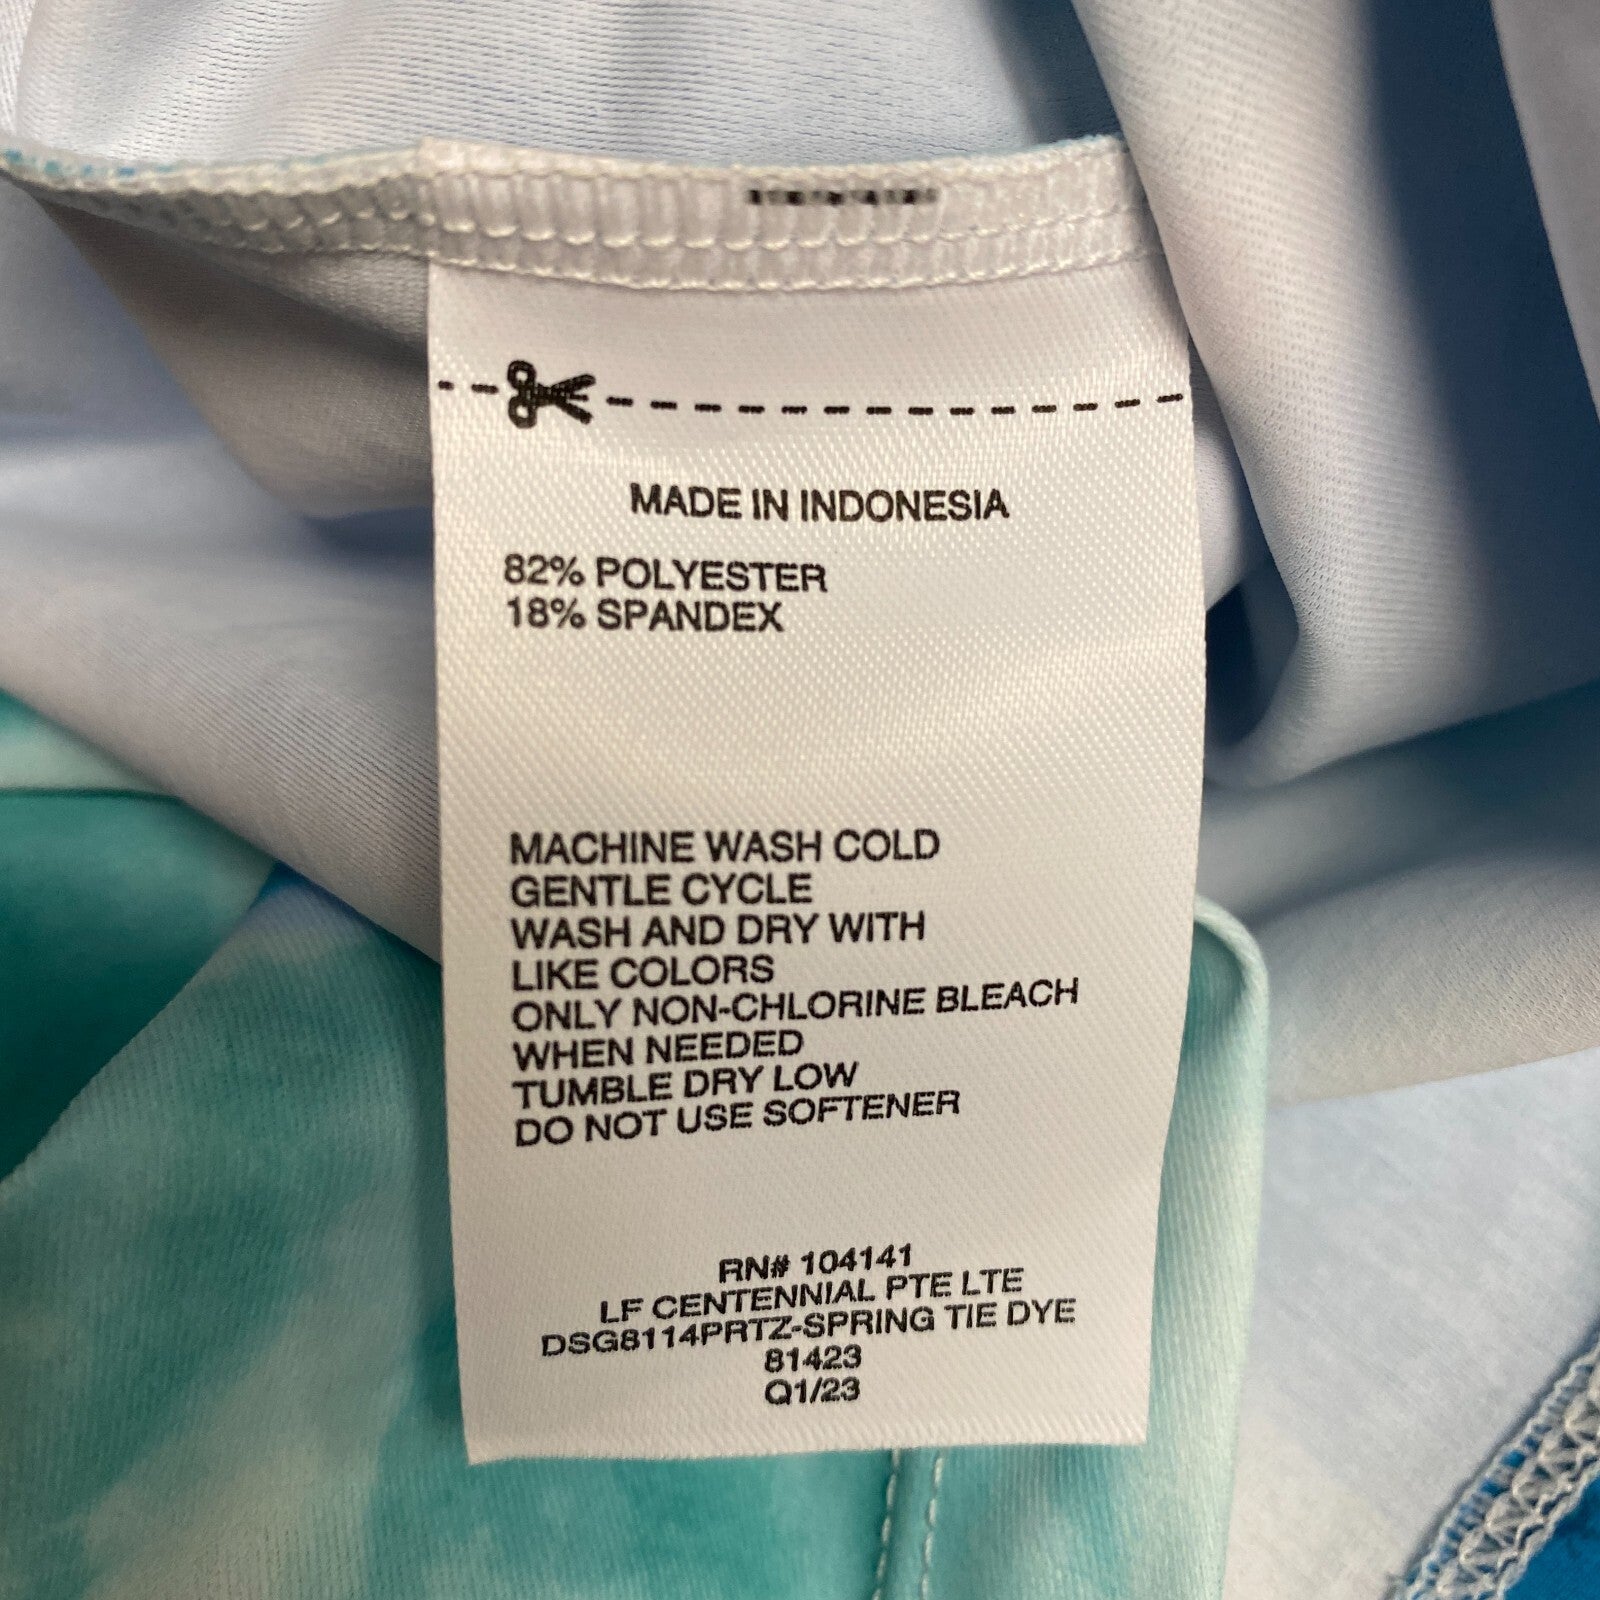 MADE IN INDONESIA
82% POLYESTER
18% SPANDEX
MACHINE WASH COLD
GENTLE CYCLE
WASH AND DRY WITH
LIKE COLORS
ONLY NON-CHLORINE BLEACH
WHEN NEEDED
TUMBLE DRY LOW
DO NOT USE SOFTENER
RN# 104141
LF CENTENNIAL PTE LTE
DSG8114PRTZ-SPRING TIE DYE
81423
Q1/23